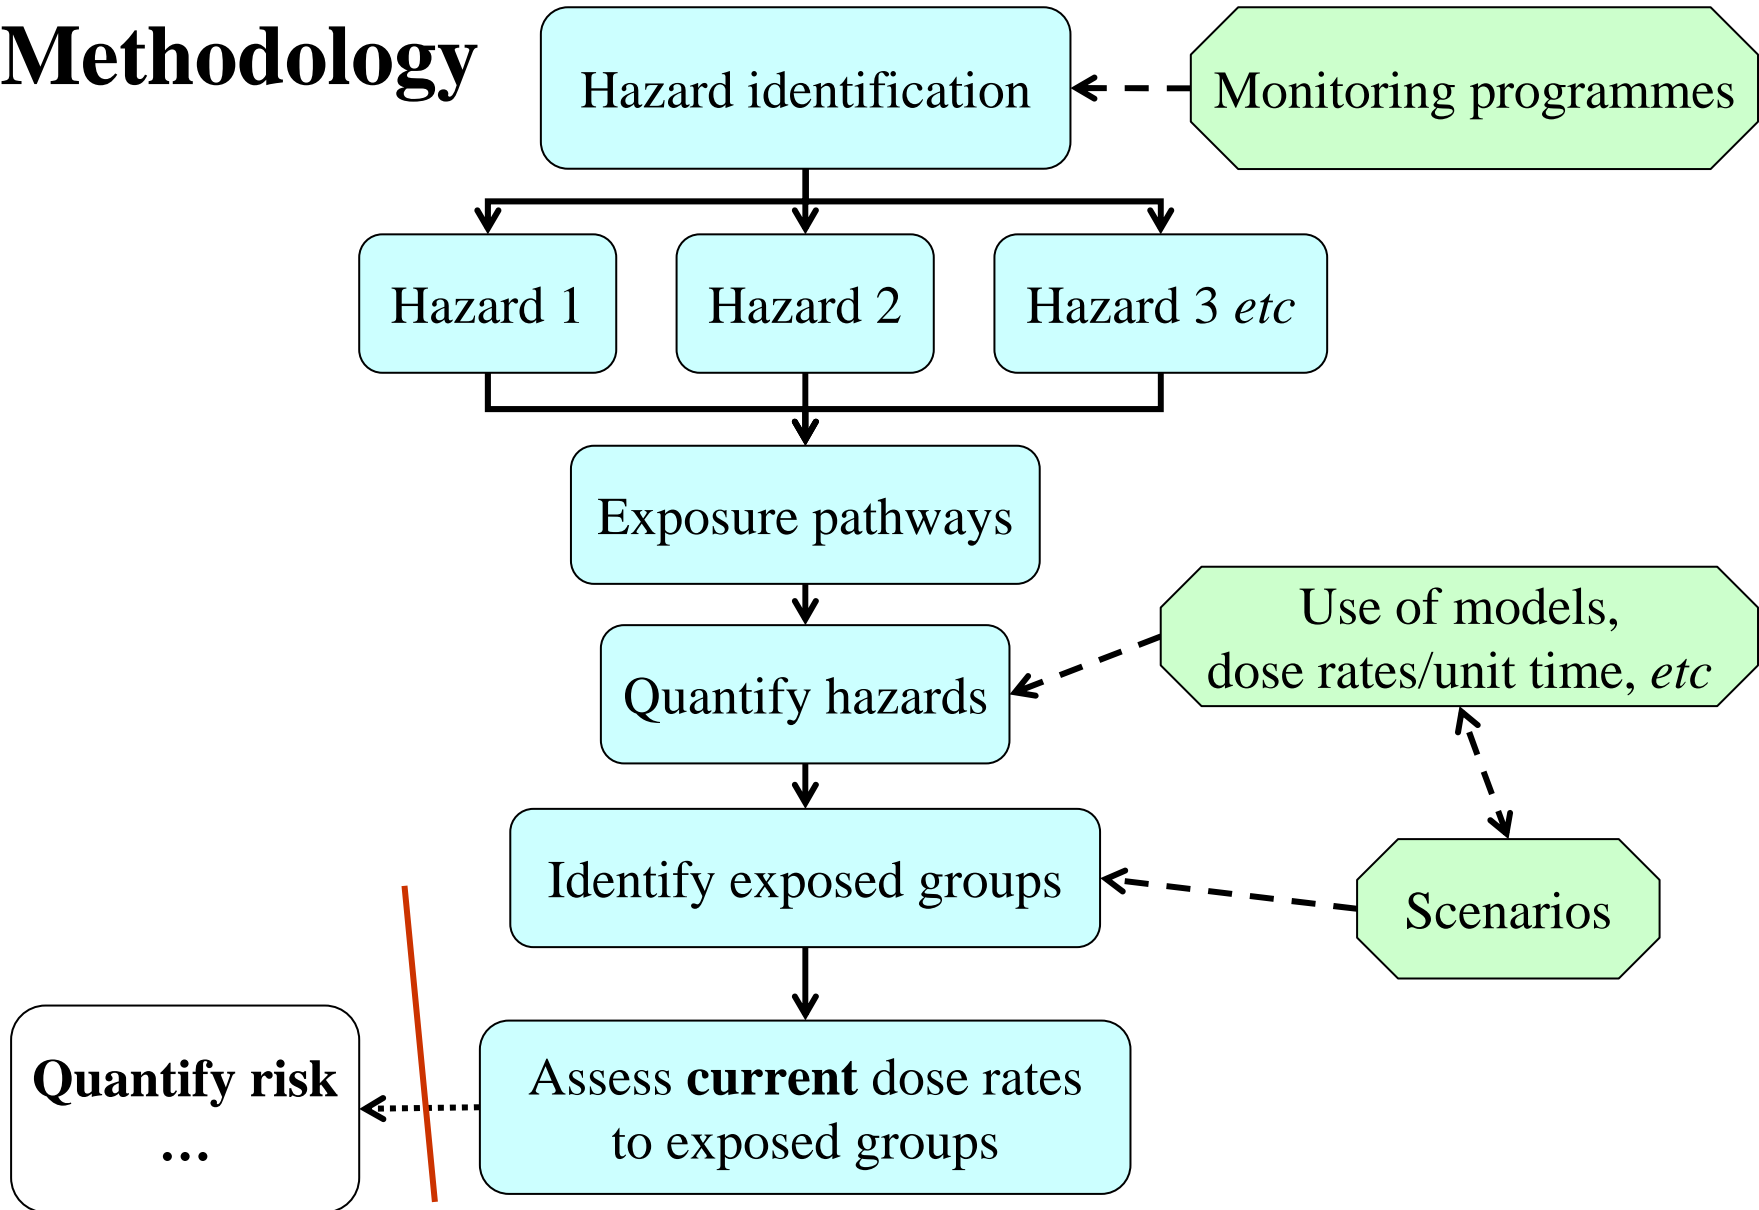 Methodology
Hazard identification
Monitoring programmes
Hazard 1
Hazard 2
Hazard 3 etc
Exposure pathways
Use of models,
dose rates/unit time, etc
Quantify hazards
Identify exposed groups
Scenarios
Assess current dose rates
to exposed groups
Quantify risk
...